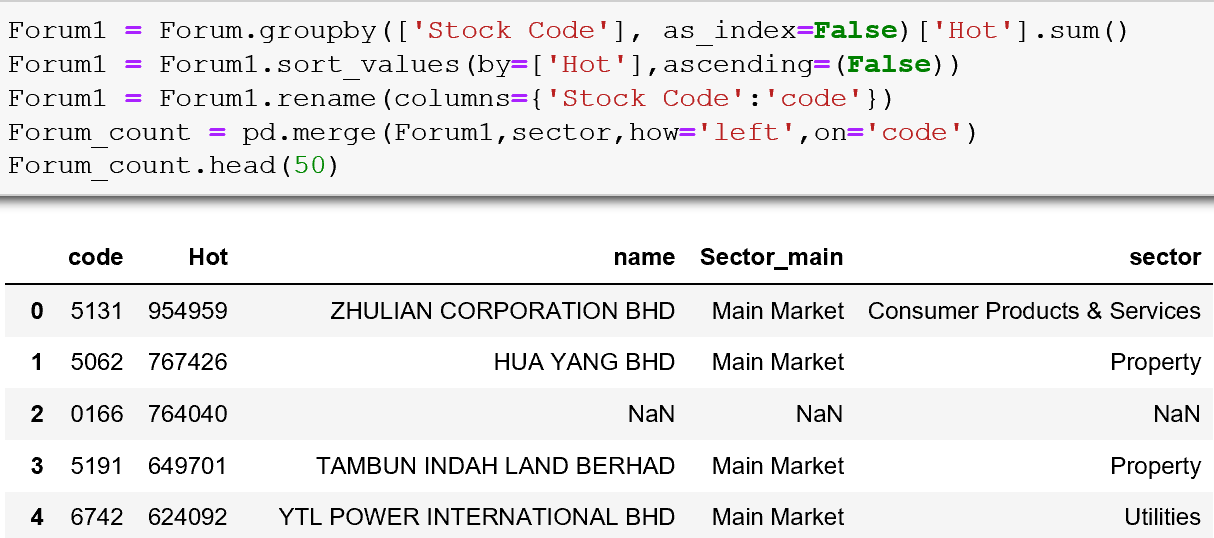 Forum1 = Forum.groupby(['Stock Code'], as_index=False)['Hot'].sum()
Forum1 = Forum1.sort_values(by=['Hot'],ascending=(False))
Forum1 = Forum1.rename(columns={'Stock Code':'code'})
Forum_count = pd.merge(Forum1,sector,how='left',on='code')
Forum_count.head(50)
code Hot name Sector_main sector
0 5131 954959 ZHULIAN CORPORATION BHD Main Market Consumer Products & Services
1 5062 767426 HUA YANG BHD Main Market Property
2 0166 764040 NaN NaN NaN
3 5191 649701 TAMBUN INDAH LAND BERHAD Main Market Property
4 6742 624092 YTL POWER INTERNATIONAL BHD Main Market Utilities